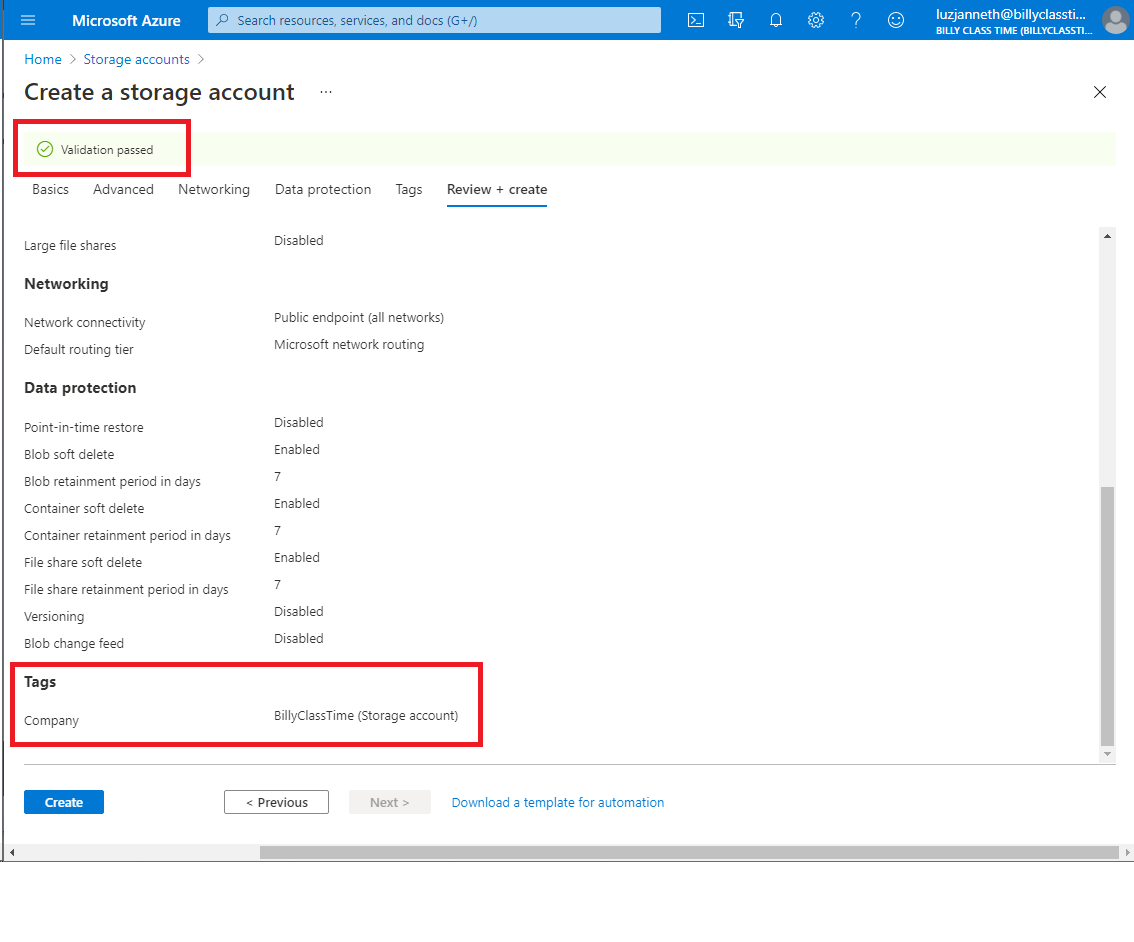 Microsoft Azure
Search resources, services, and docs (G+/)
luzjanneth@billyclassti...
BILLY CLASS TIME (BILLYCLASSTI...
Home > Storage accounts >
Create a storage account ...
Validation passed
Basics Advanced Networking Data protection Tags Review + create
Large file shares Disabled
Networking
Network connectivity Public endpoint (all networks)
Default routing tier Microsoft network routing
Data protection
Point-in-time restore Disabled
Blob soft delete Enabled
Blob retainment period in days 7
Container soft delete Enabled
Container retainment period in days 7
File share soft delete Enabled
File share retainment period in days 7
Versioning Disabled
Blob change feed Disabled
Tags
Company BillyClassTime (Storage account)
Create < Previous Next > Download a template for automation